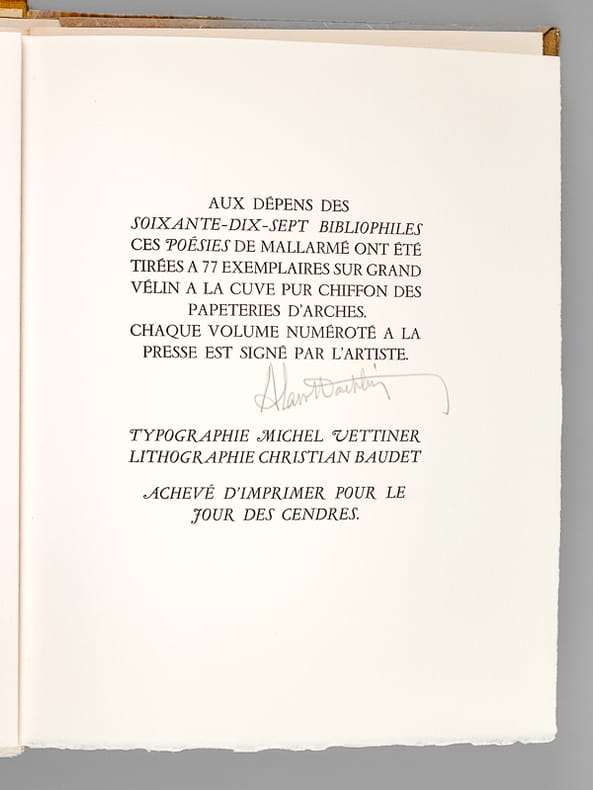 AUX DÉPENS DES
SOIXANTE-DIX-SEPT BIBLIOPHILES
CES POÉSIES DE MALLARMÉ ONT ÉTÉ
TIRÉES A 77 EXEMPLAIRES SUR GRAND
VÉLIN A LA CUVE PUR CHIFFON DES
PAPETERIES D'ARCHES.
CHAQUE VOLUME NUMÉROTÉ A LA
PRESSE EST SIGNÉ PAR L'ARTISTE.
TYPOGRAPHIE MICHEL VETTINER
LITHOGRAPHIE CHRISTIAN BAUDET
ACHEVÉ D'IMPRIMER POUR LE
JOUR DES CENDRES.